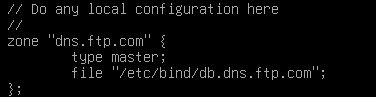 // Do any local configuration here
//
zone "dns.ftp.com" {
        type master;
        file "/etc/bind/db.dns.ftp.com";
};